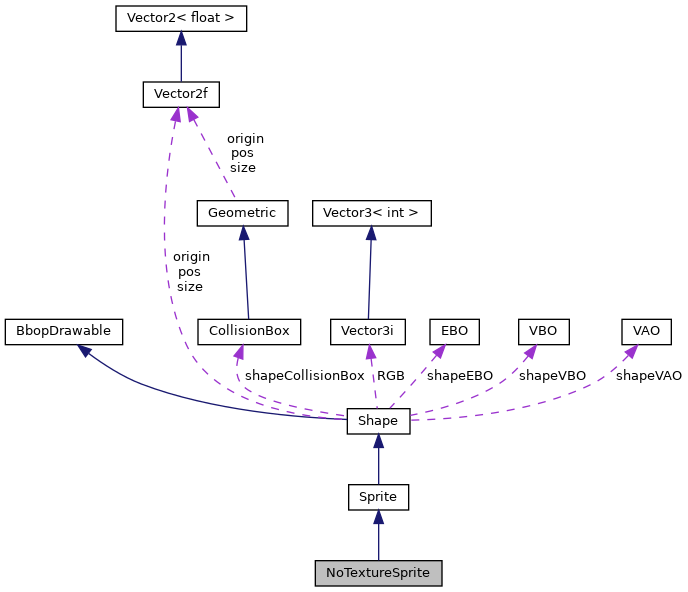 Vector2< float >
Vector2f
origin
pos
size
Geometric
Vector3< int >
origin
pos
size
BbopDrawable
CollisionBox
Vector3i
EBO
VBO
VAO
shapeCollisionBox
RGB
shapeEBO
shapeVBO
shapeVAO
Shape
Sprite
NoTextureSprite